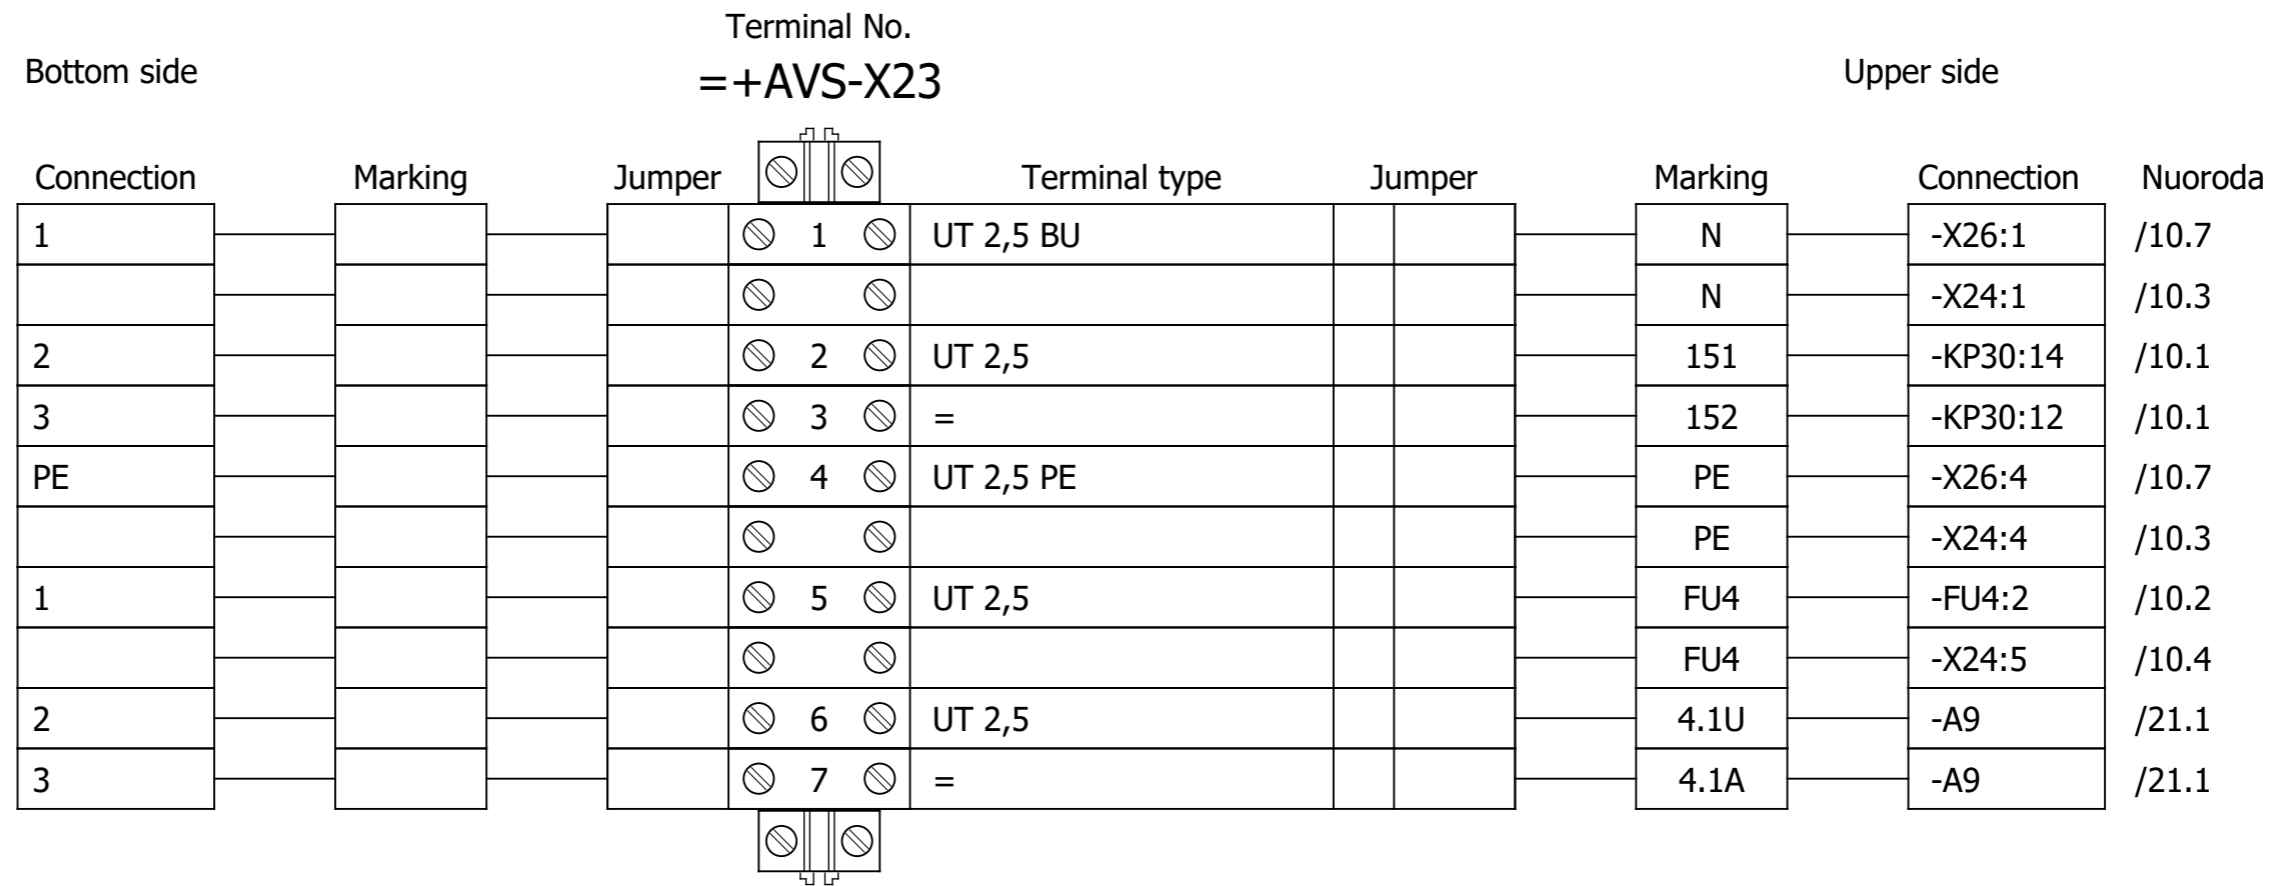 Terminal No.
Bottom side =+AVS-X23 Upper side
Connection Marking Jumper Terminal type Jumper Marking Connection Nuoroda
1 1 UT 2,5 BU N -X26:1 /10.7
N -X24:1 /10.3
2 2 UT 2,5 151 -KP30:14 /10.1
3 3 = 152 -KP30:12 /10.1
PE 4 UT 2,5 PE PE -X26:4 /10.7
PE -X24:4 /10.3
1 5 UT 2,5 FU4 -FU4:2 /10.2
FU4 -X24:5 /10.4
2 6 UT 2,5 4.1U -A9 /21.1
3 7 = 4.1A -A9 /21.1